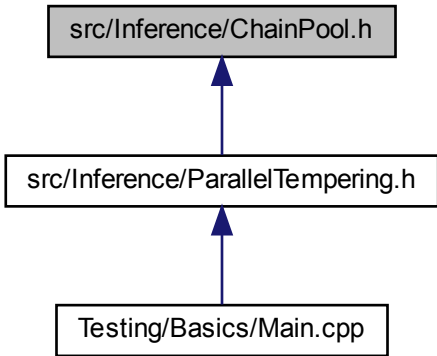 src/Inference/ChainPool.h
src/Inference/ParallelTempering.h
Testing/Basics/Main.cpp